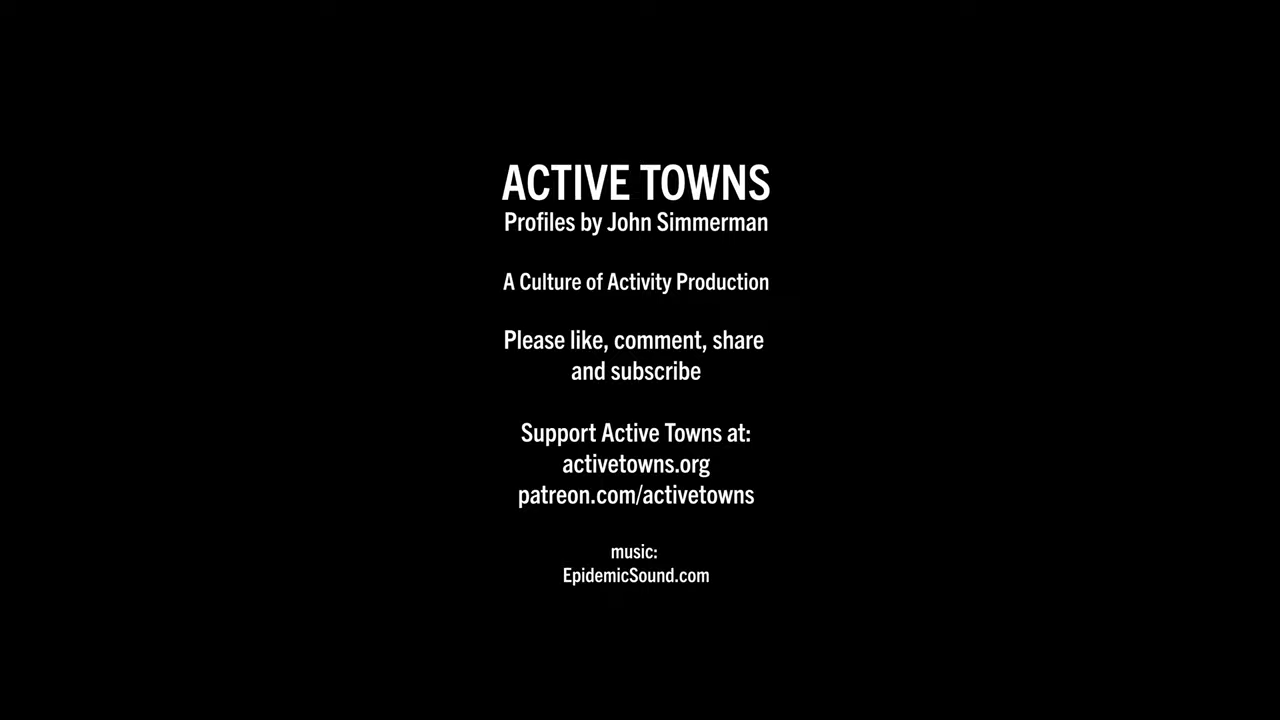 ACTIVE TOWNS
Profiles by John Simmerman
A Culture of Activity Production
Please like, comment, share
and subscribe
Support Active Towns at:
activetowns.org
patreon.com/activetowns
music:
EpidemicSound.com